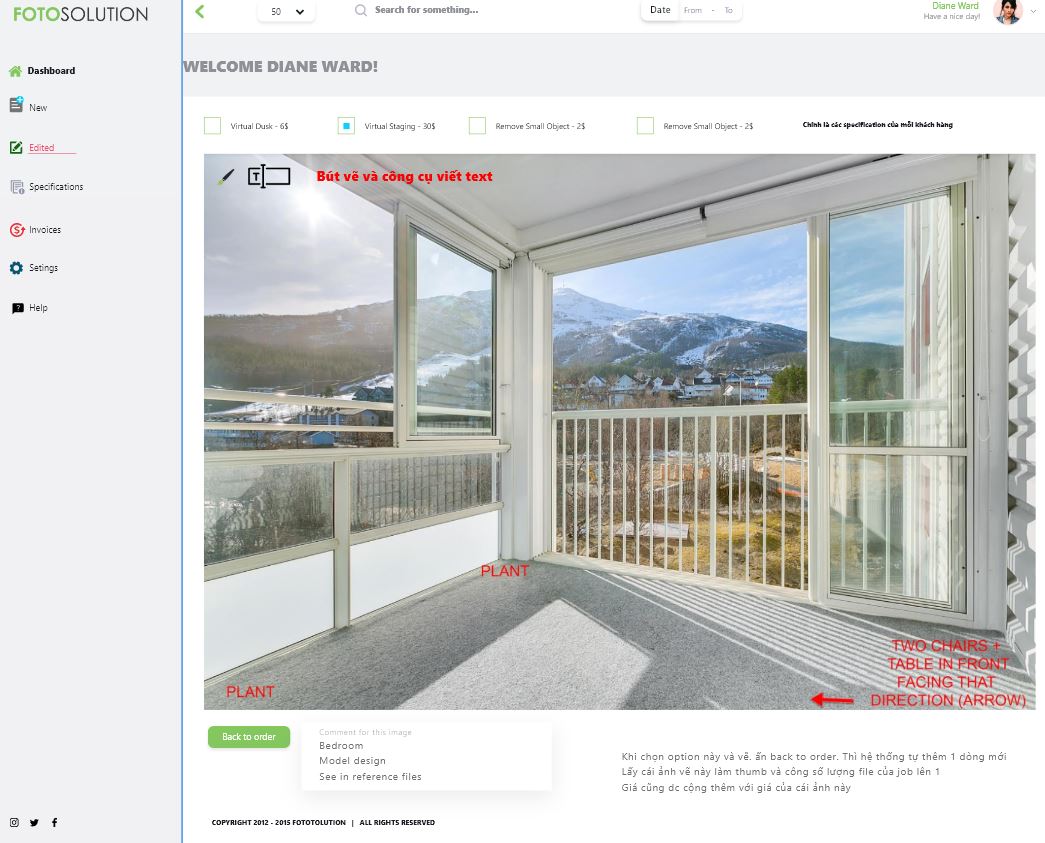 FOTOSOLUTION
50
Search for something...
Date From - To
Diane Ward
Have a nice day!
Dashboard
New
Edited
Specifications
Invoices
Setings
Help
WELCOME DIANE WARD!
Virtual Dusk - 6$
Virtual Staging - 30$
Remove Small Object - 2$
Remove Small Object - 2$
Chính là các specification của mỗi khách hàng
T
Bút vẽ và công cụ viết text
PLANT
PLANT
TWO CHAIRS +
TABLE IN FRONT
FACING THAT
DIRECTION (ARROW)
Back to order
Comment for this image
Bedroom
Model design
See in reference files
Khi chọn option này và vẽ. ấn back to order. Thì hệ thống tự thêm 1 dòng mới
Lấy cái ảnh vẽ này làm thumb và công số lượng file của job lên 1
Giá cũng dc cộng thêm với giá của cái ảnh này
COPYRIGHT 2012 - 2015 FOTOTOLUTION | ALL RIGHTS RESERVED